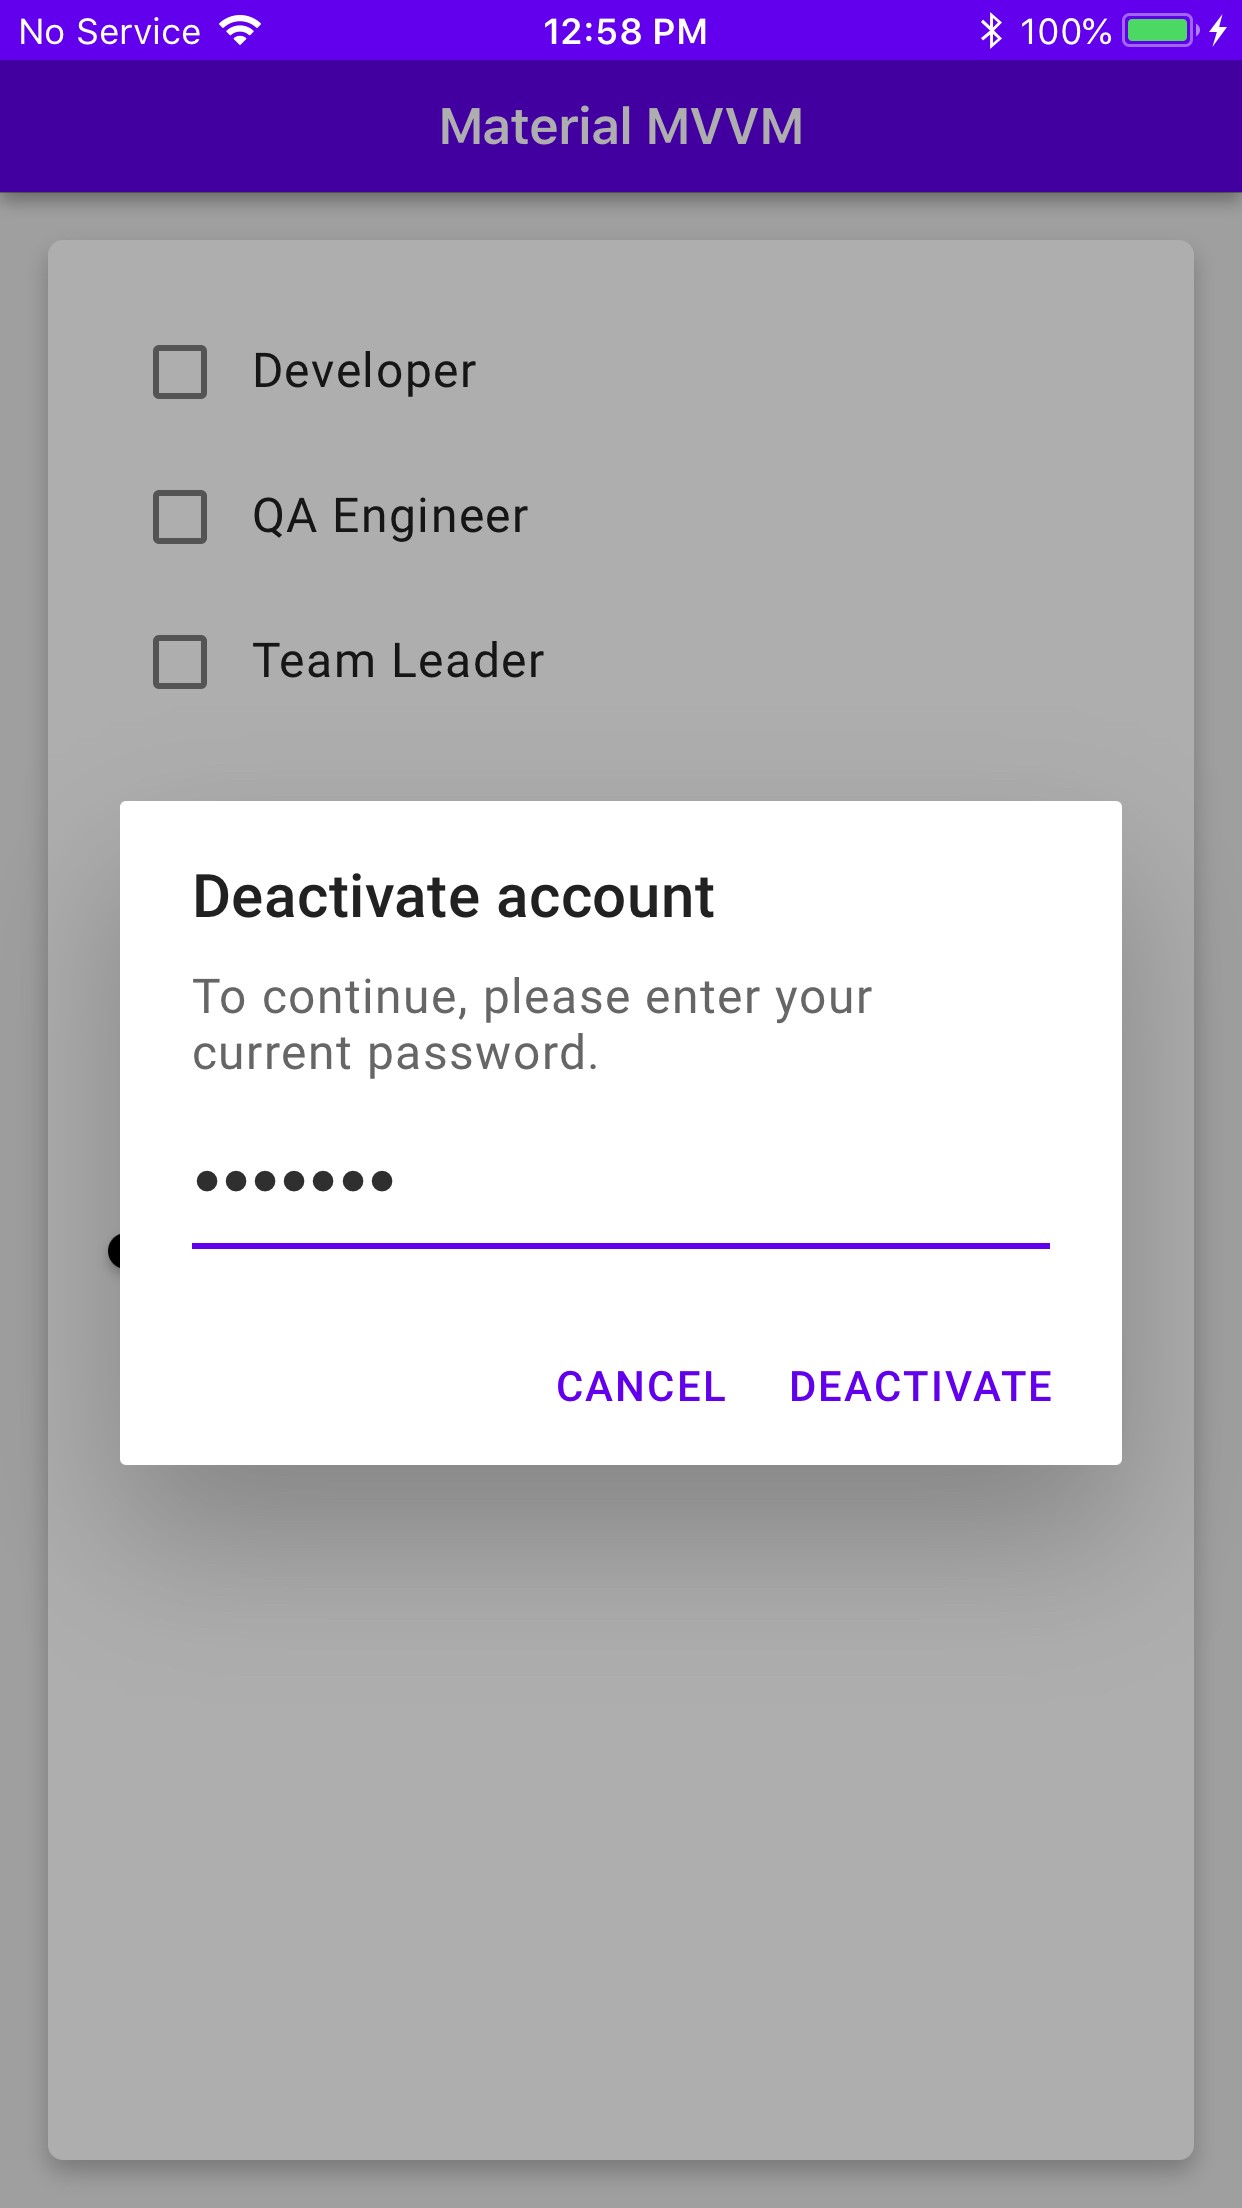 No Service 12:58 PM 100%
Material MVVM
Developer
QA Engineer
Team Leader
Deactivate account
To continue, please enter your
current password.
•••••••
CANCEL DEACTIVATE